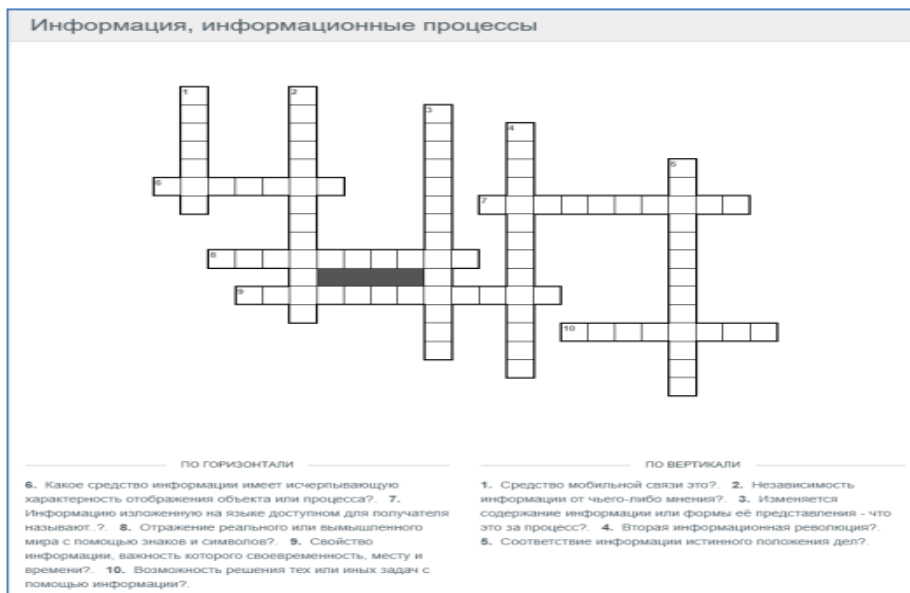 Информация, информационные процессы
1
2
3
4
5
6
7
8
9
10
ПО ГОРИЗОНТАЛИ
6. Какое средство информации имеет исчерпывающую
характерность отображения объекта или процесса?. 7.
Информацию изложенную на языке доступном для получателя
называют..?. 8. Отражение реального или вымышленного
мира с помощью знаков и символов?. 9. Свойство
информации, важность которого своевременность, месту и
времени?. 10. Возможность решения тех или иных задач с
помощью информации?.
ПО ВЕРТИКАЛИ
1. Средство мобильной связи это?. 2. Независимость
информации от чьего-либо мнения?. 3. Изменяется
содержание информации или формы её представления - что
это за процесс?. 4. Вторая информационная революция?.
5. Соответствие информации истинного положения дел?.